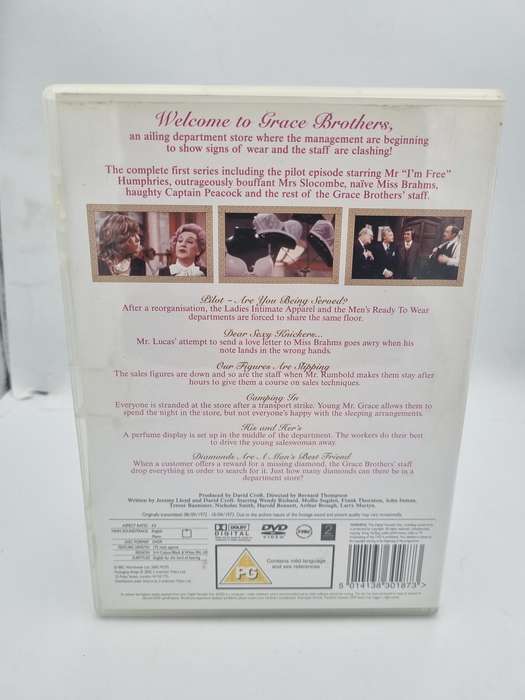 Welcome to Grace Brothers,
an ailing department store where the management are beginning
to show signs of wear and the staff are clashing!
The complete first series including the pilot episode starring Mr "I'm Free"
Humphries, outrageously bouffant Mrs Slocombe, naïve Miss Brahms,
haughty Captain Peacock and the rest of the Grace Brothers' staff.
Pilot - Are You Being Served?
After a reorganisation, the Ladies Intimate Apparel and the Men's Ready To Wear
departments are forced to share the same floor.
Dear Sexy Knickers...
Mr. Lucas' attempt to send a love letter to Miss Brahms goes awry when his
note lands in the wrong hands.
Our Figures Are Slipping
The sales figures are down and so are the staff when Mr. Rumbold makes them stay after
hours to give them a course on sales techniques.
Camping In
Everyone is stranded at the store after a transport strike. Young Mr. Grace allows them to
spend the night in the store, but not everyone's happy with the sleeping arrangements.
His and Her's
A perfume display is set up in the middle of the department. The workers do their best
to drive the young saleswoman away.
Diamonds Are A Man's Best Friend
When a customer offers a reward for a missing diamond, the Grace Brothers' staff
drop everything in order to search for it. Just how many diamonds can there be in a
department store?
Produced by David Croft. Directed by Bernard Thompson
Written by Jeremy Lloyd and David Croft. Starring Wendy Richard, Mollie Sugden, Frank Thornton, John Inman,
Trevor Bannister, Nicholas Smith, Harold Bennett, Arthur Brough, Larry Martyn.
ASPECT RATIO
DISC FORMAT
DOLBY
DIGITAL
DVD
VIDEO
2
PG
Contains mild language
and sex references
5 014138 301873 >